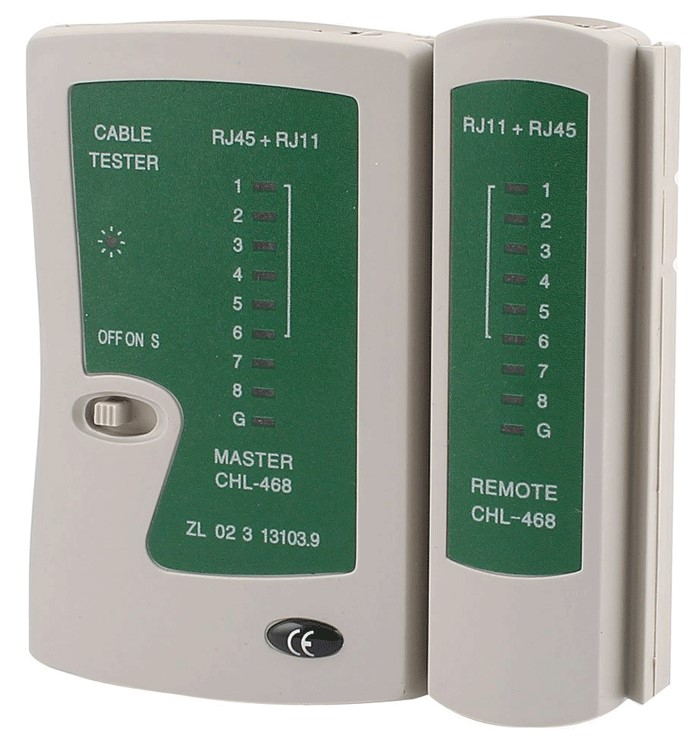 CABLE
TESTER
RJ45 + RJ11
1
2
3
4
5
6
7
8
G
OFF ON S
MASTER
CHL-468
ZL 02 3 13103.9
CE
RJ11 + RJ45
1
2
3
4
5
6
7
8
G
REMOTE
CHL-468